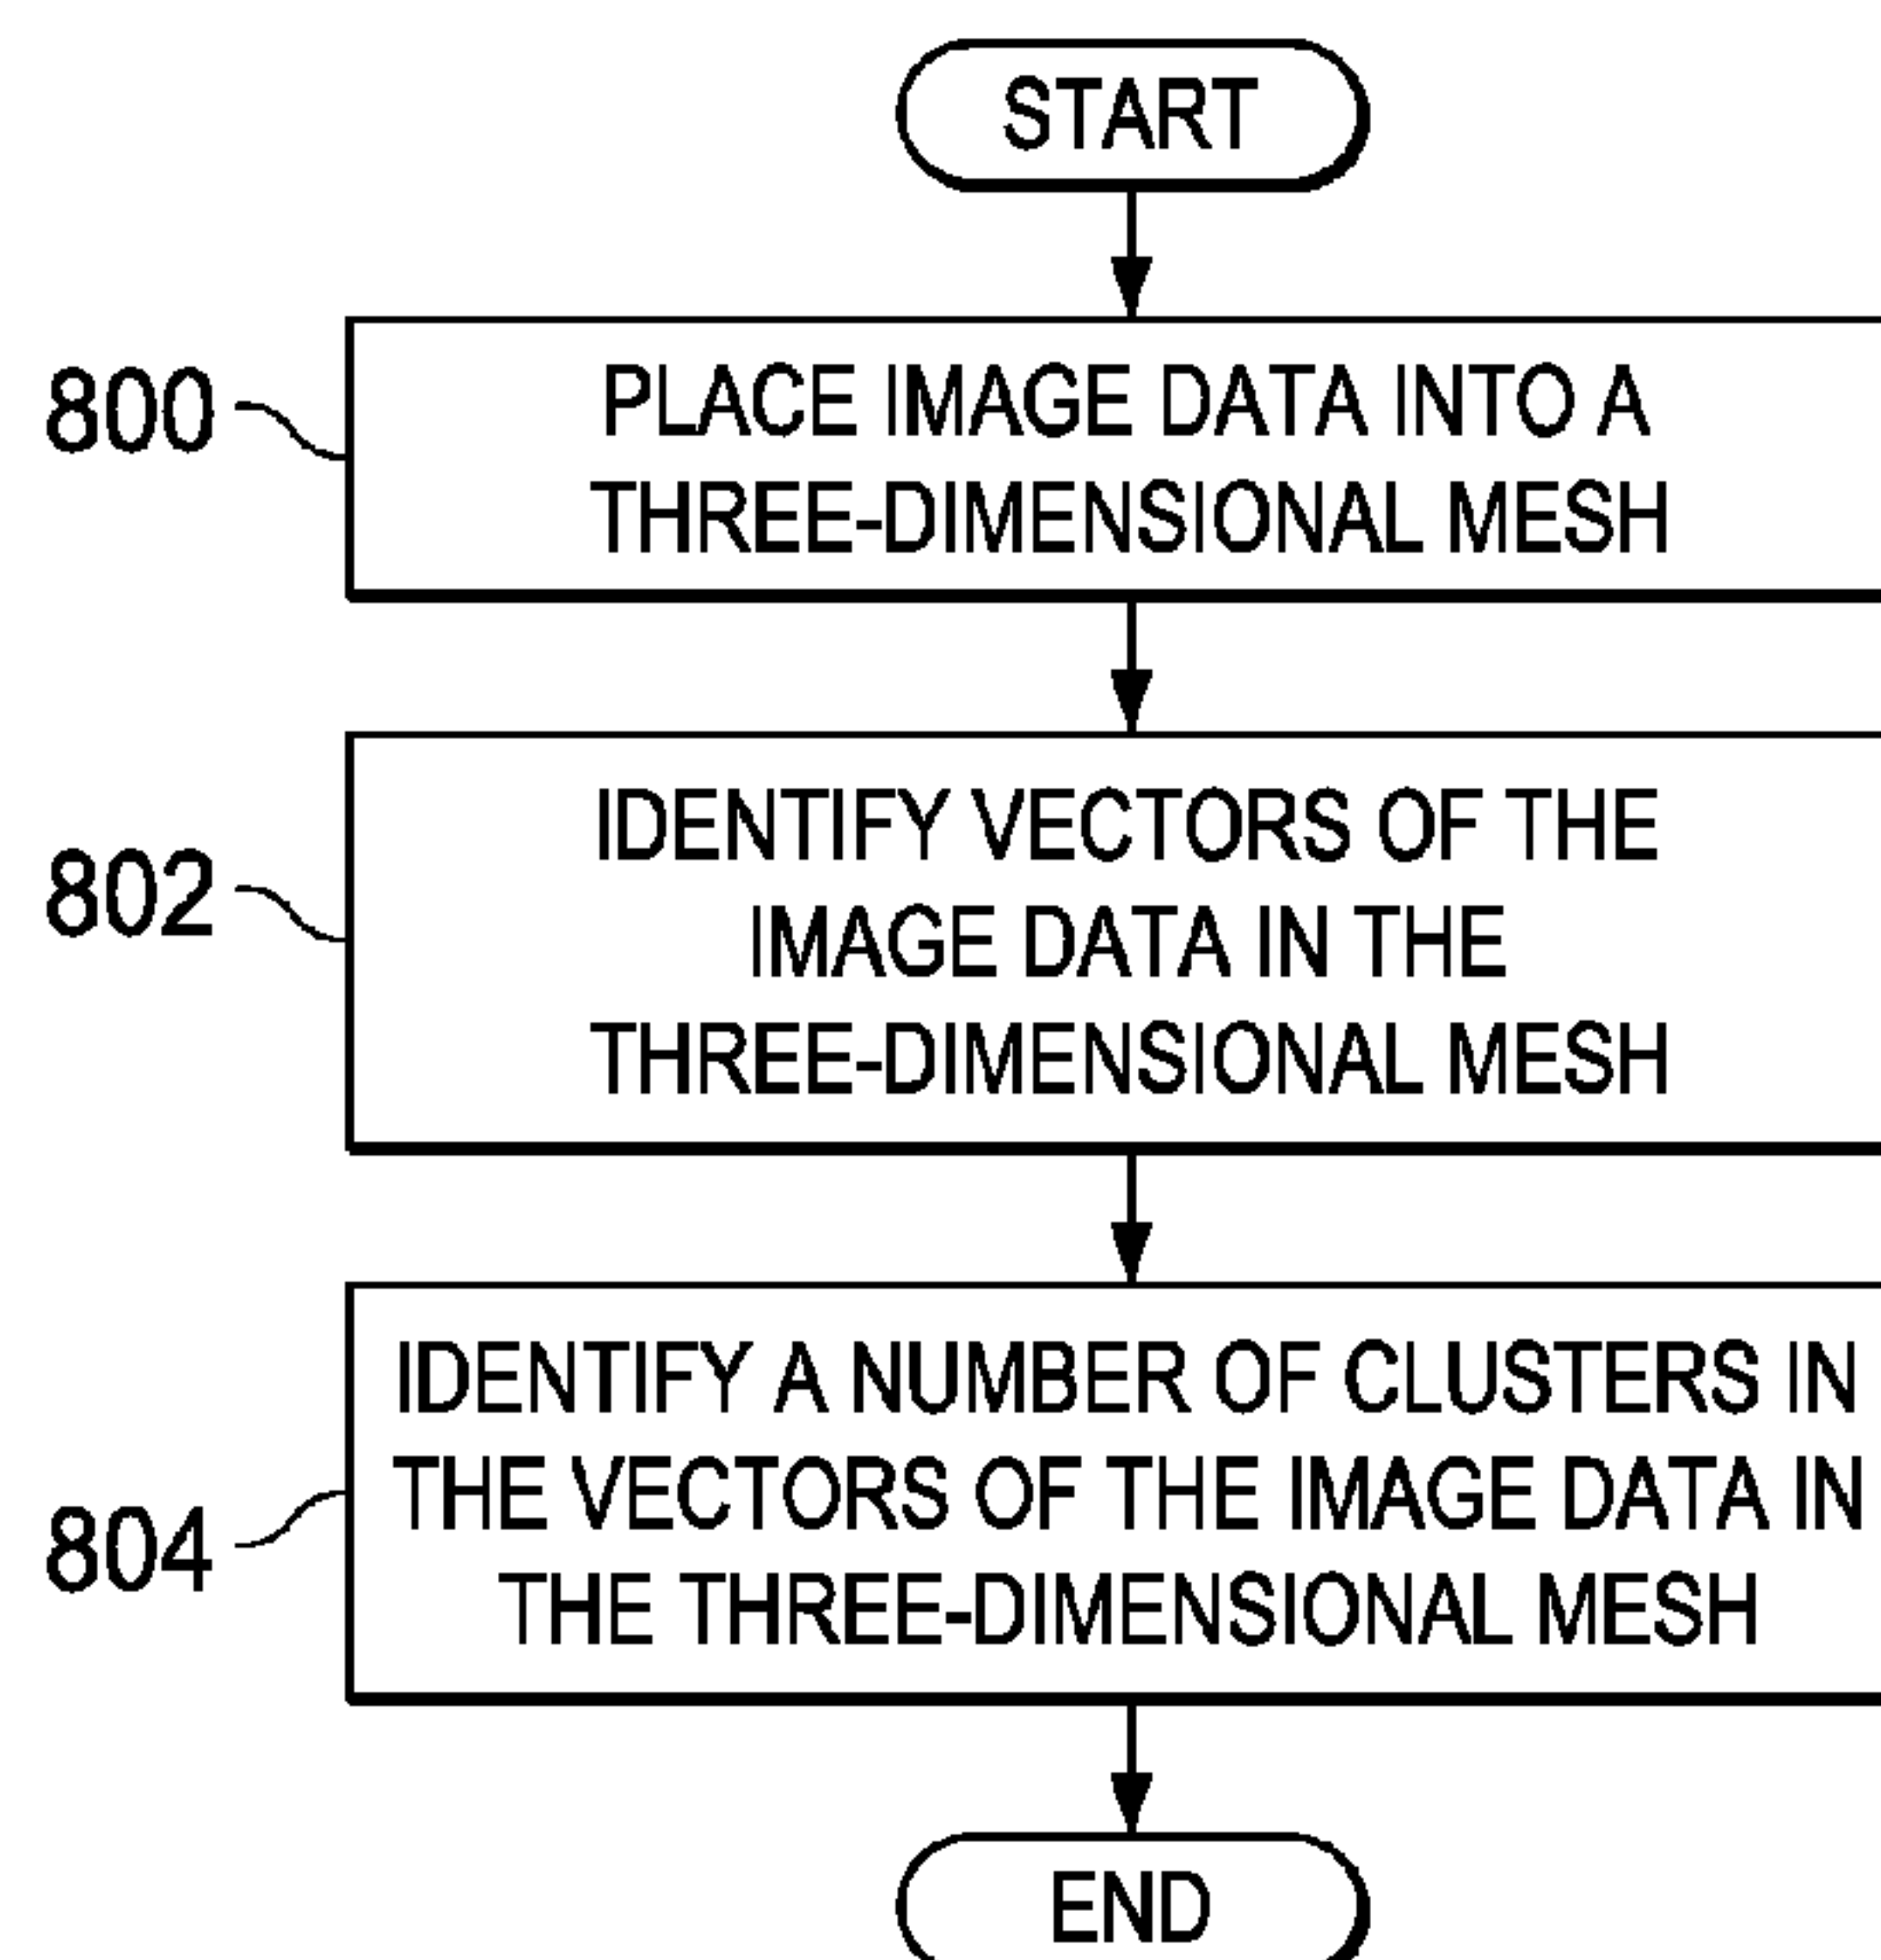 START
800
PLACE IMAGE DATA INTO A
THREE-DIMENSIONAL MESH
802
IDENTIFY VECTORS OF THE
IMAGE DATA IN THE
THREE-DIMENSIONAL MESH
804
IDENTIFY A NUMBER OF CLUSTERS IN
THE VECTORS OF THE IMAGE DATA IN
THE THREE-DIMENSIONAL MESH
END